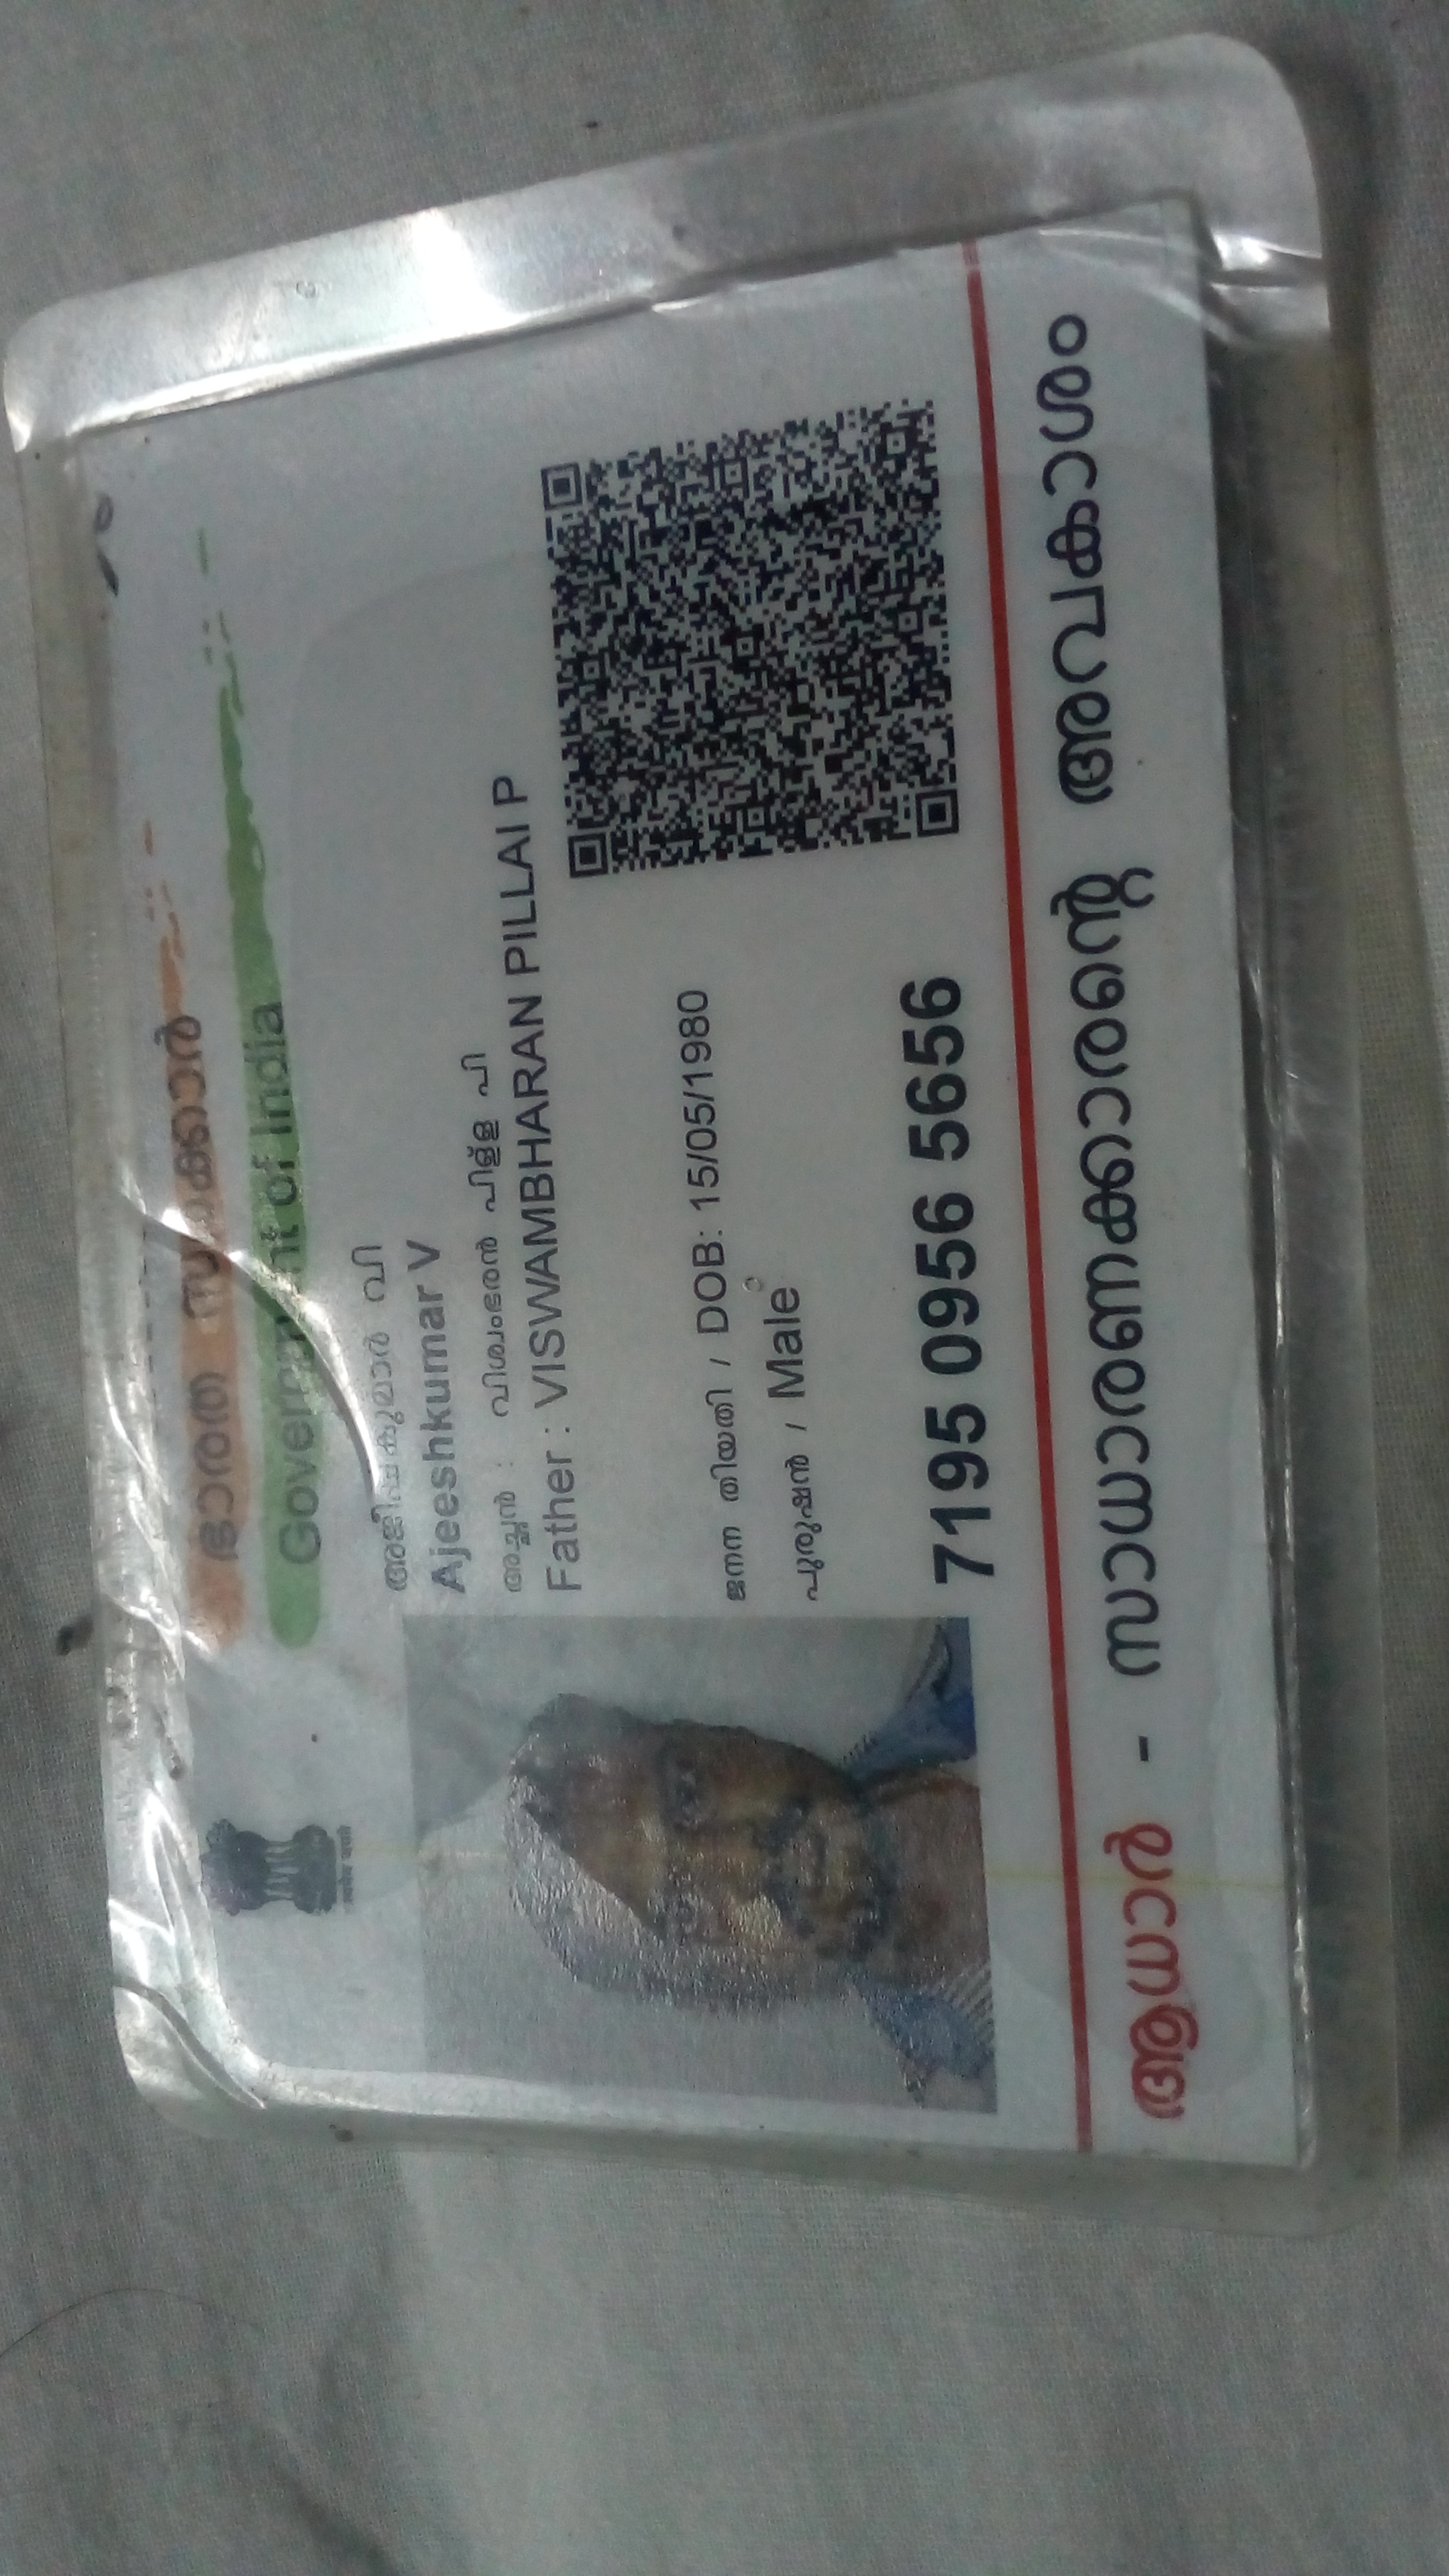 ഭാരത സർക്കാർ
Government of India
അജീഷ്കുമാർ വി
Ajeeshkumar V
അച്ഛൻ : വിശ്വംഭരൻ പിള്ള പി
Father : VISWAMBHARAN PILLAI P
ജനന തിയതി / DOB: 15/05/1980
പുരുഷൻ / Male
7195 0956 5656
ആധാർ - സാധാരണക്കാരന്റെ അവകാശം